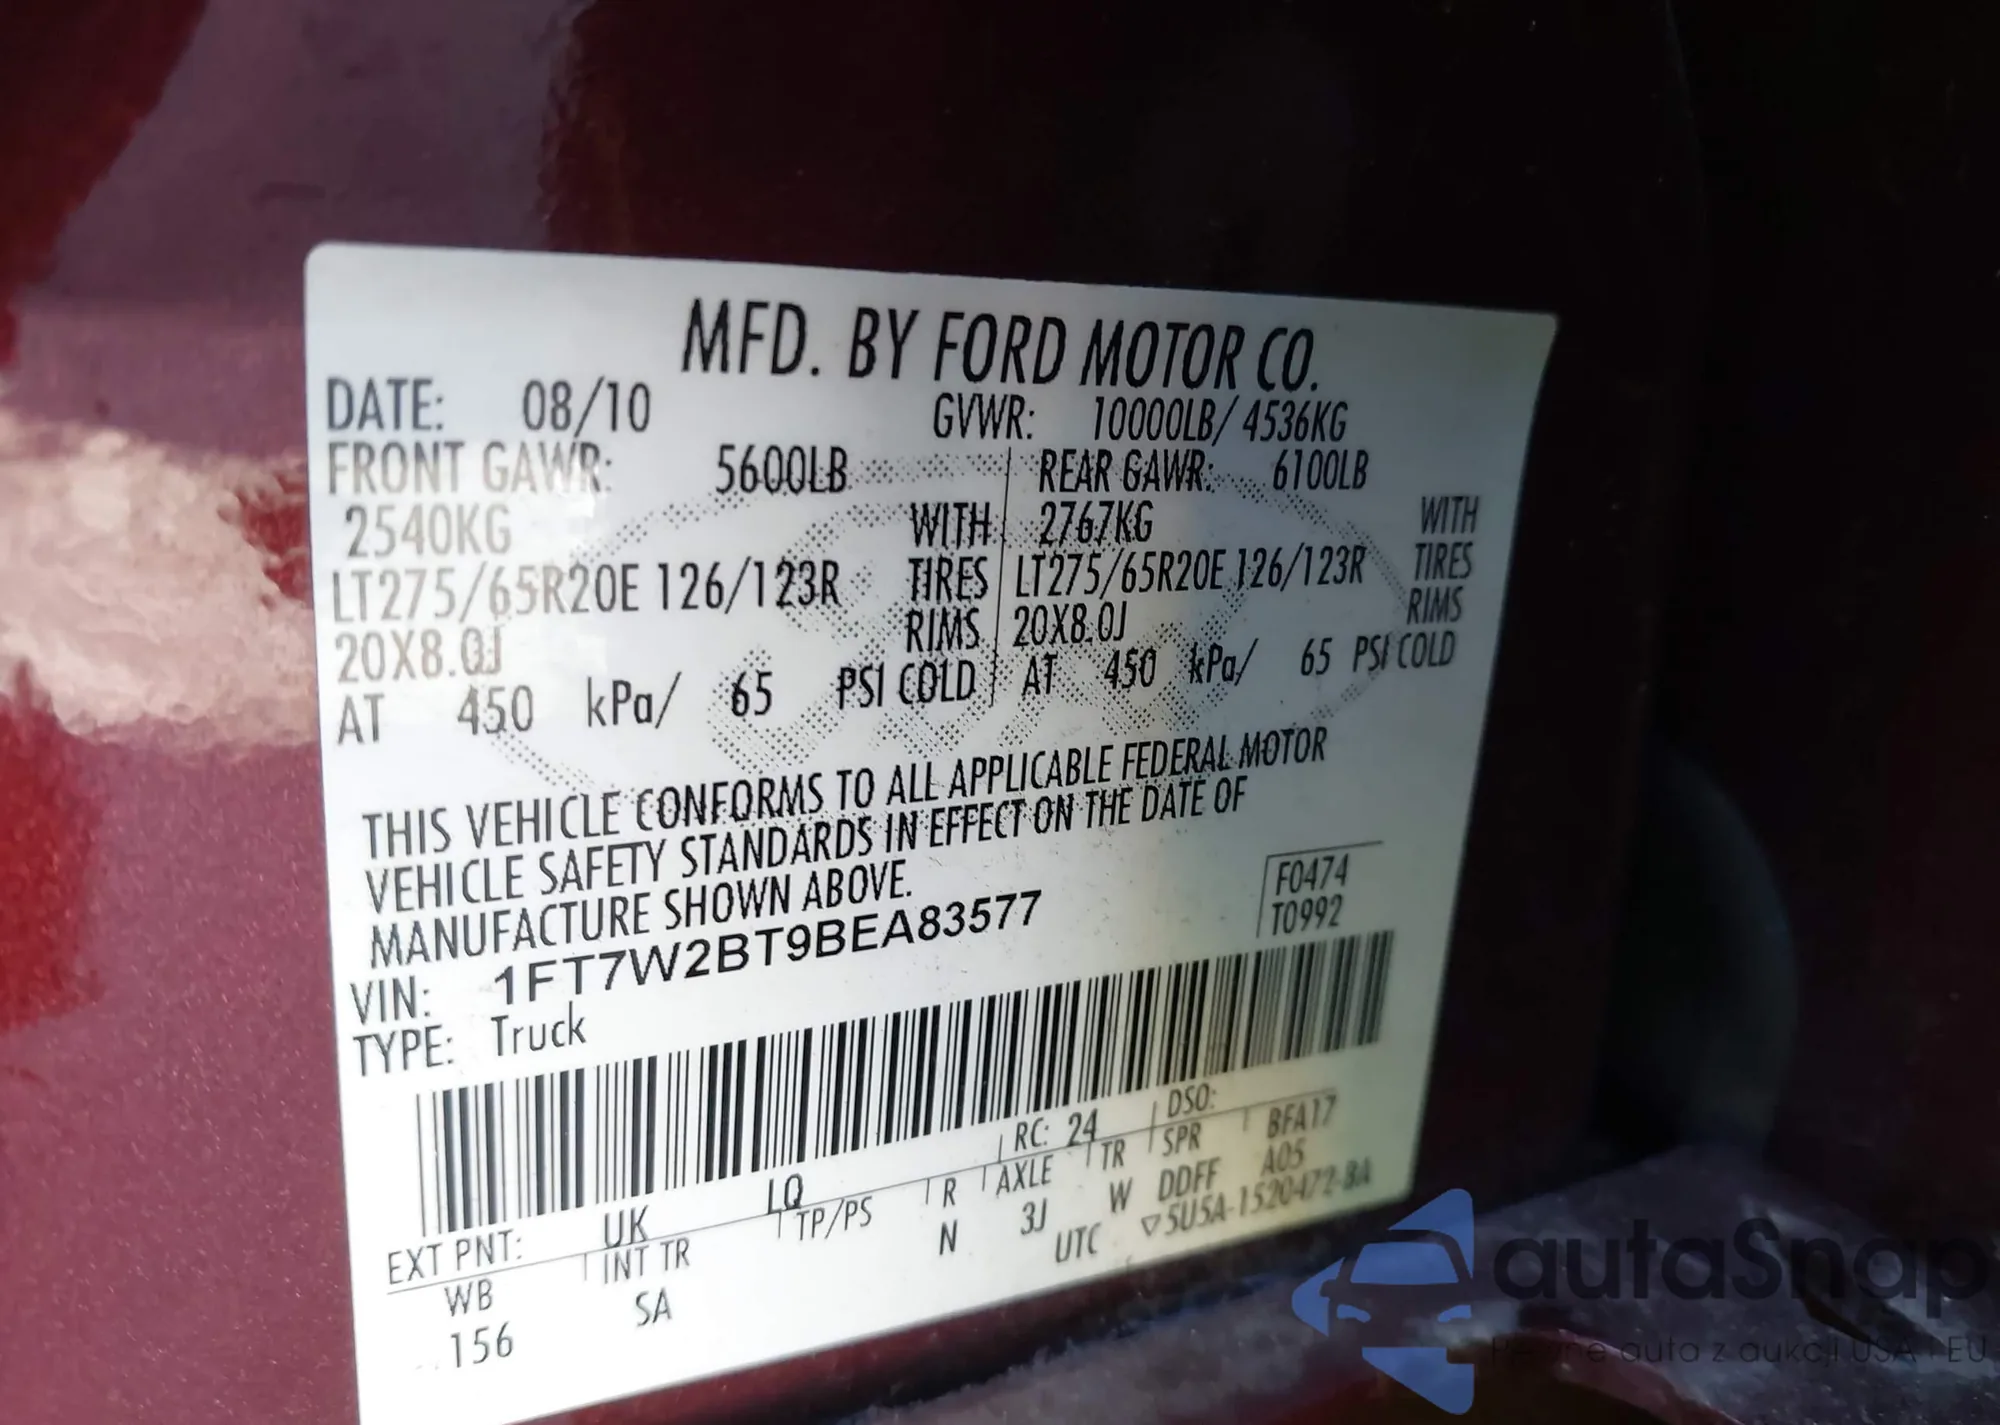 MFD. BY FORD MOTOR CO.
DATE: 08/10 GVWR: 10000LB/ 4536KG
FRONT GAWR: 5600LB REAR GAWR: 6100LB
2540KG WITH 2767KG WITH
LT275/65R20E 126/123R TIRES LT275/65R20E 126/123R TIRES
20X8.0J RIMS 20X8.0J RIMS
AT 450 kPa/ 65 PSI COLD AT 450 kPa/ 65 PSI COLD
THIS VEHICLE CONFORMS TO ALL APPLICABLE FEDERAL MOTOR
VEHICLE SAFETY STANDARDS IN EFFECT ON THE DATE OF
MANUFACTURE SHOWN ABOVE.
F0474
T0992
VIN: 1FT7W2BT9BEA83577
TYPE: Truck
EXT PNT: UK LQ RC: 24 DSO:
WB INT TR TP/PS R AXLE TR SPR BFA17
156 SA N 3J W DDFF A05
UTC ▽5U5A-1520472-BA
autaSnap
auta z aukcji USA i EU